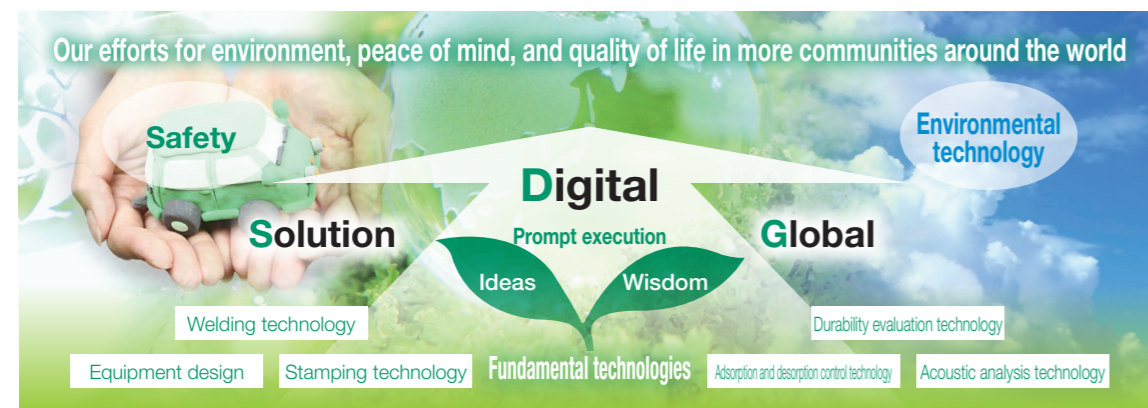 Our efforts for environment, peace of mind, and quality of life in more communities around the world
Safety
Environmental
technology
Digital
Solution
Prompt execution
Global
Ideas
Wisdom
Welding technology
Durability evaluation technology
Equipment design
Stamping technology
Fundamental technologies
Adsorption and desorption control technology
Acoustic analysis technology